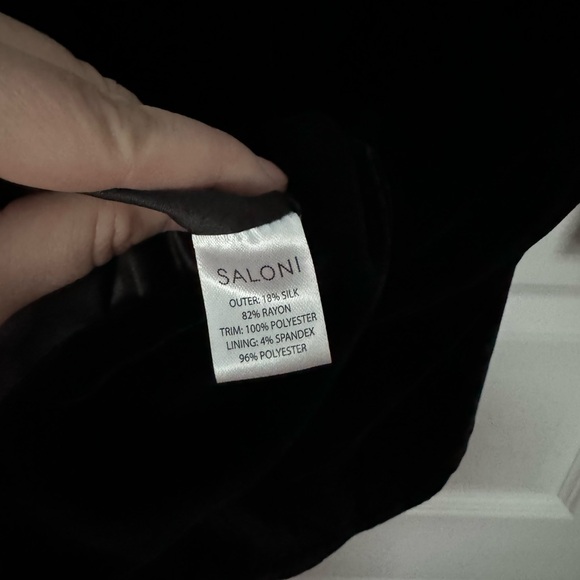 SALONI
OUTER: 18% SILK
82% RAYON
TRIM: 100% POLYESTER
LINING: 4% SPANDEX
96% POLYESTER